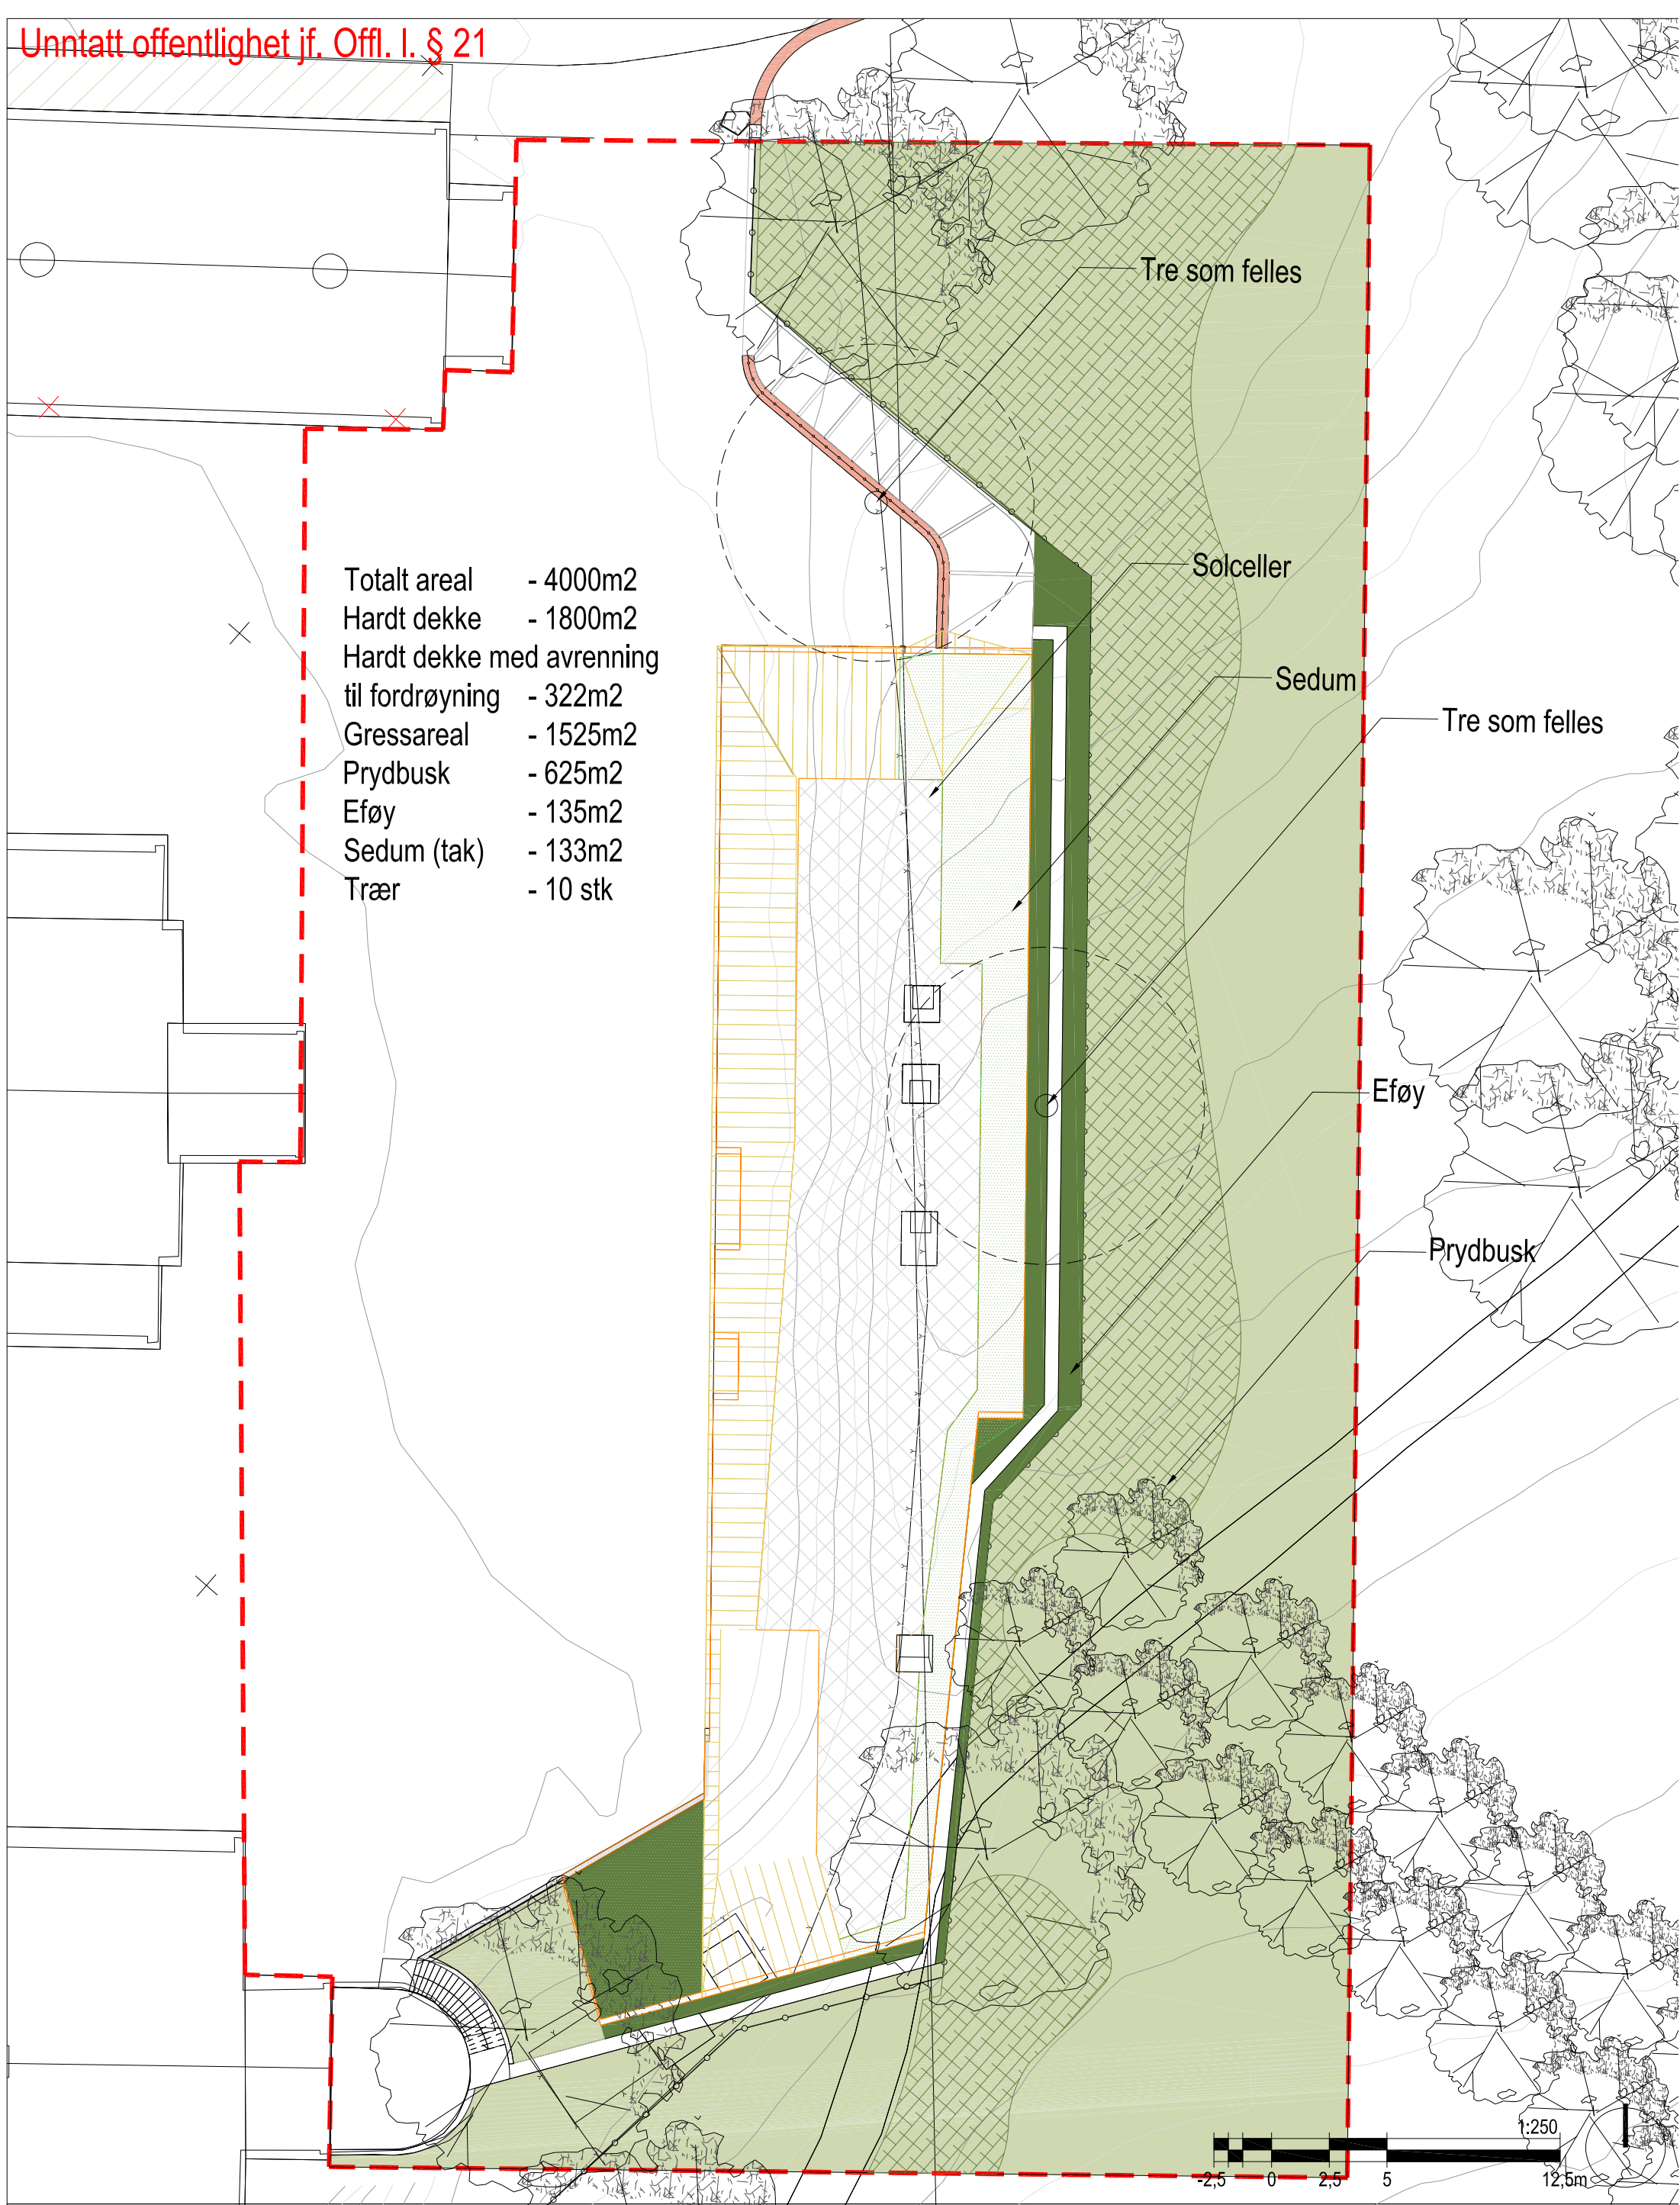 Unntatt offentlighet jf. Offl. l. § 21
Tre som felles
Solceller
Totalt areal - 4000m2
Hardt dekke - 1800m2
Hardt dekke med avrenning
til fordrøyning - 322m2
Gressareal - 1525m2
Prydbusk - 625m2
Eføy - 135m2
Sedum (tak) - 133m2
Trær - 10 stk
Sedum
Tre som felles
Eføy
Prydbusk
1:250
-2,5 0 2,5 5 12,5m